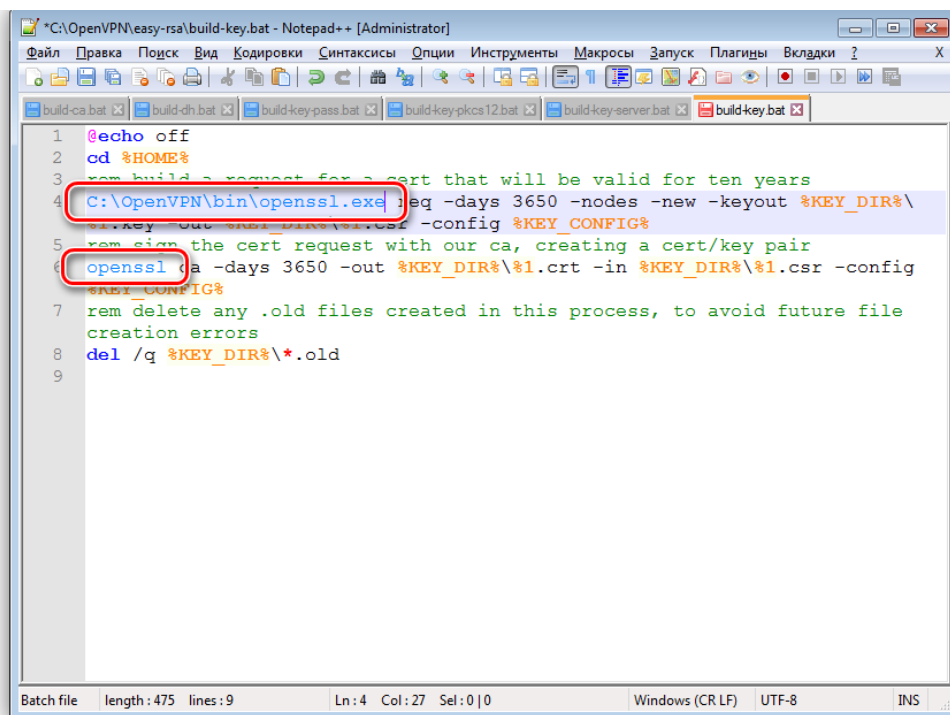 *C:\OpenVPN\easy-rsa\build-key.bat - Notepad++ [Administrator]
Файл Правка Поиск Вид Кодировки Синтаксисы Опции Инструменты Макросы Запуск Плагины Вкладки ? X
build-ca.bat build-dh.bat build-key-pass.bat build-key-pkcs12.bat build-key-server.bat build-key.bat
1 @echo off
2 cd %HOME%
3 rem build a request for a cert that will be valid for ten years
4 C:\OpenVPN\bin\openssl.exe req -days 3650 -nodes -new -keyout %KEY_DIR%\
%1.key -out %KEY_DIR%\%1.csr -config %KEY_CONFIG%
5 rem sign the cert request with our ca, creating a cert/key pair
6 openssl ca -days 3650 -out %KEY_DIR%\%1.crt -in %KEY_DIR%\%1.csr -config
%KEY_CONFIG%
7 rem delete any .old files created in this process, to avoid future file
creation errors
8 del /q %KEY_DIR%\*.old
9
Batch file length : 475 lines : 9 Ln : 4 Col : 27 Sel : 0 | 0 Windows (CR LF) UTF-8 INS